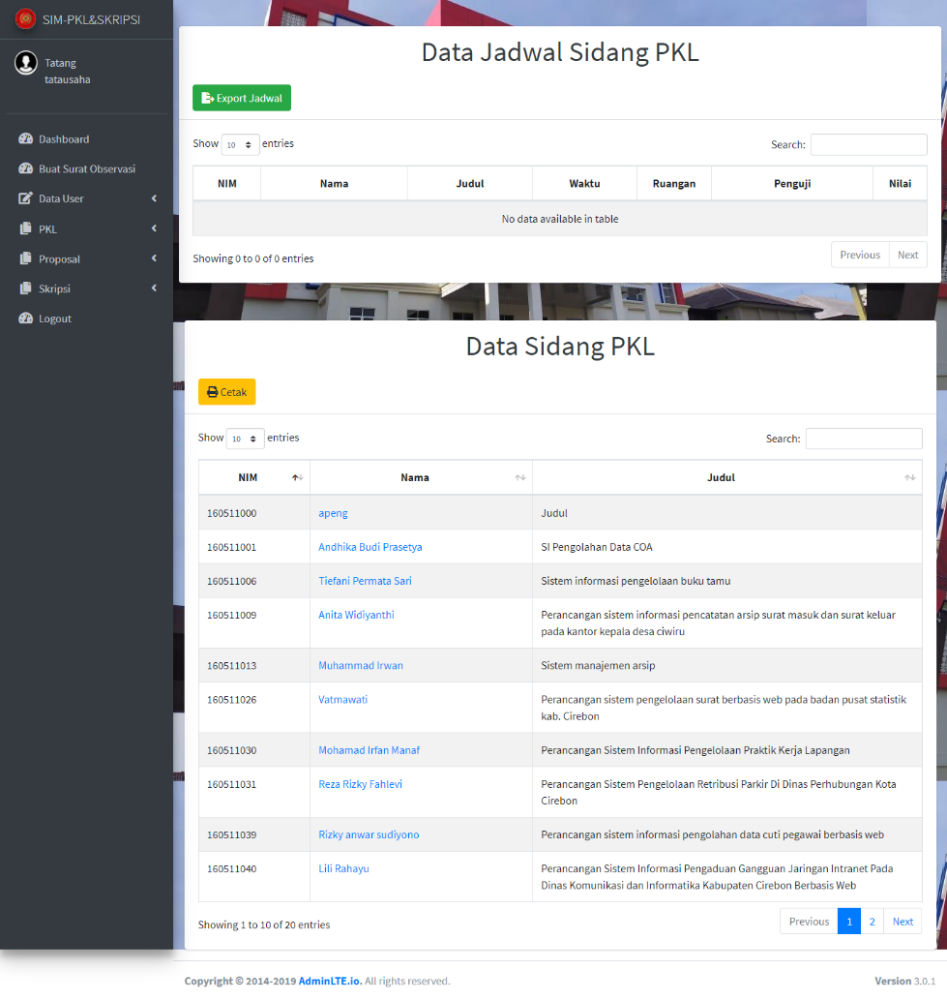 SIM-PKL&SKRIPSI
Tatang
tatausaha
Dashboard
Buat Surat Observasi
Data User
PKL
Proposal
Skripsi
Logout
Data Jadwal Sidang PKL
Export Jadwal
Show 10 entries Search:
NIM Nama Judul Waktu Ruangan Penguji Nilai
No data available in table
Showing 0 to 0 of 0 entries Previous Next
Data Sidang PKL
Cetak
Show 10 entries Search:
NIM Nama Judul
160511000 apeng Judul
160511001 Andhika Budi Prasetya SI Pengolahan Data COA
160511006 Tiefani Permata Sari Sistem informasi pengelolaan buku tamu
160511009 Anita Widiyanthi Perancangan sistem informasi pencatatan arsip surat masuk dan surat keluar
pada kantor kepala desa ciwiru
160511013 Muhammad Irwan Sistem manajemen arsip
160511026 Vatmawati Perancangan sistem pengelolaan surat berbasis web pada badan pusat statistik
kab. Cirebon
160511030 Mohamad Irfan Manaf Perancangan Sistem Informasi Pengelolaan Praktik Kerja Lapangan
160511031 Reza Rizky Fahlevi Perancangan Sistem Pengelolaan Retribusi Parkir Di Dinas Perhubungan Kota
Cirebon
160511039 Rizky anwar sudiyono Perancangan sistem informasi pengolahan data cuti pegawai berbasis web
160511040 Lili Rahayu Perancangan Sistem Informasi Pengaduan Gangguan Jaringan Intranet Pada
Dinas Komunikasi dan Informatika Kabupaten Cirebon Berbasis Web
Showing 1 to 10 of 20 entries Previous 1 2 Next
Copyright © 2014-2019 AdminLTE.io. All rights reserved. Version 3.0.1